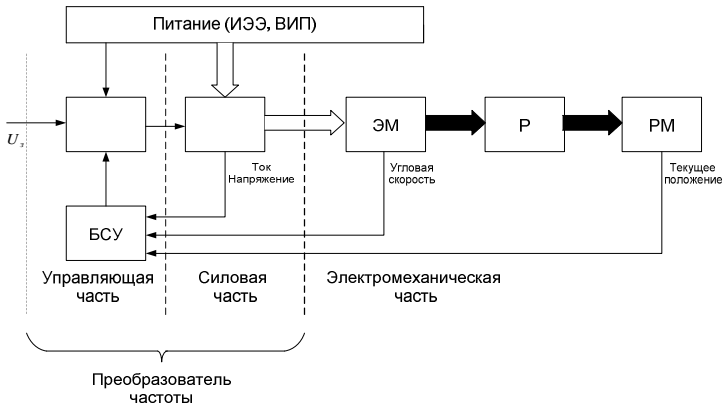 Питание (ИЭЭ, ВИП)
U з
ЭМ
Р
РМ
Ток
Напряжение
Угловая
скорость
Текущее
положение
БСУ
Управляющая
часть
Силовая
часть
Электромеханическая
часть
Преобразователь
частоты